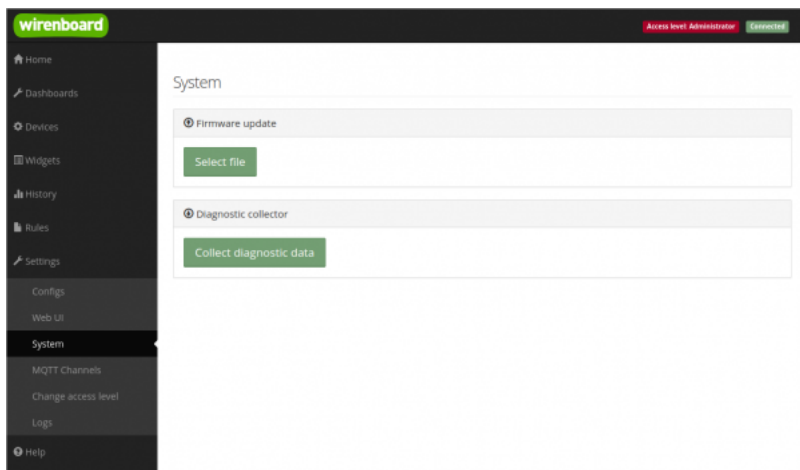 wirenboard
Access level: Administrator
Connected
Home
Dashboards
Devices
Widgets
History
Rules
Settings
Configs
Web UI
System
MQTT Channels
Change access level
Logs
Help
System
Firmware update
Select file
Diagnostic collector
Collect diagnostic data